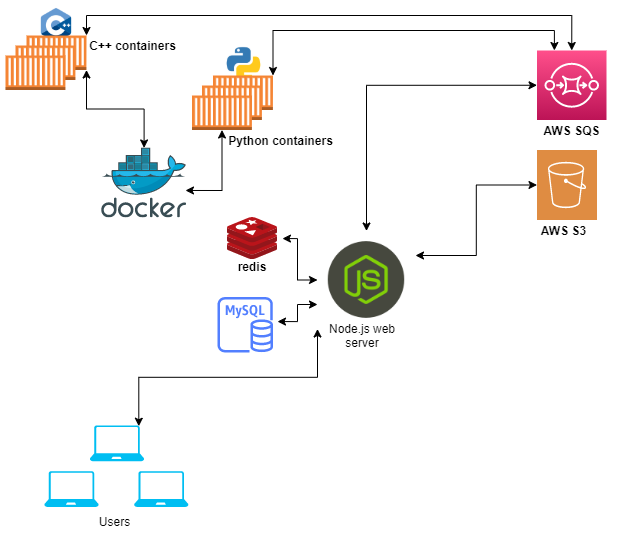 C++
C++ containers
Python containers
AWS SQS
docker
AWS S3
redis
JS
MySQL
Node.js web
server
Users